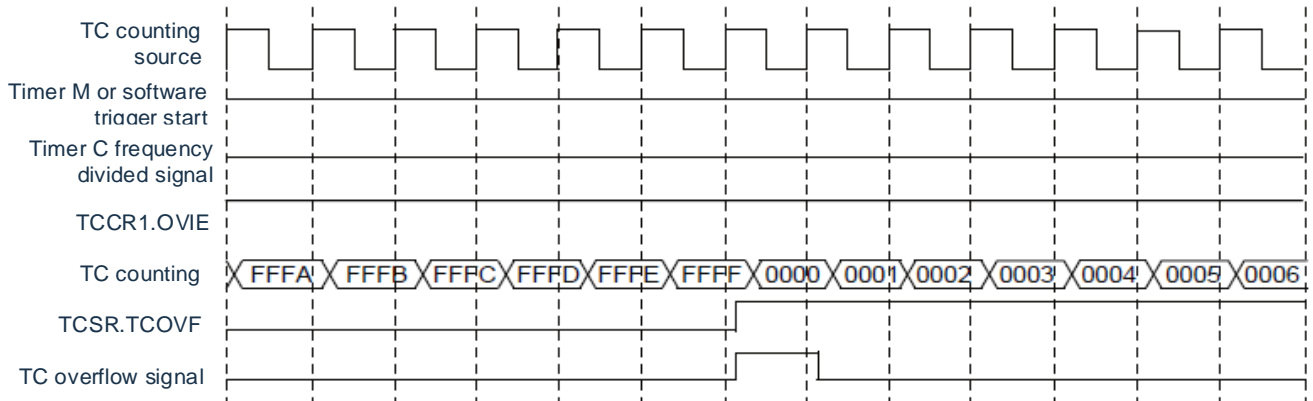 TC counting
source
Timer M or software
trigger start
Timer C frequency
divided signal
TCCR1.OVIE
TC counting FFFA FFFB FFFC FFFD FFFE FFFF 0000 0001 0002 0003 0004 0005 0006
TCSR.TCOVF
TC overflow signal